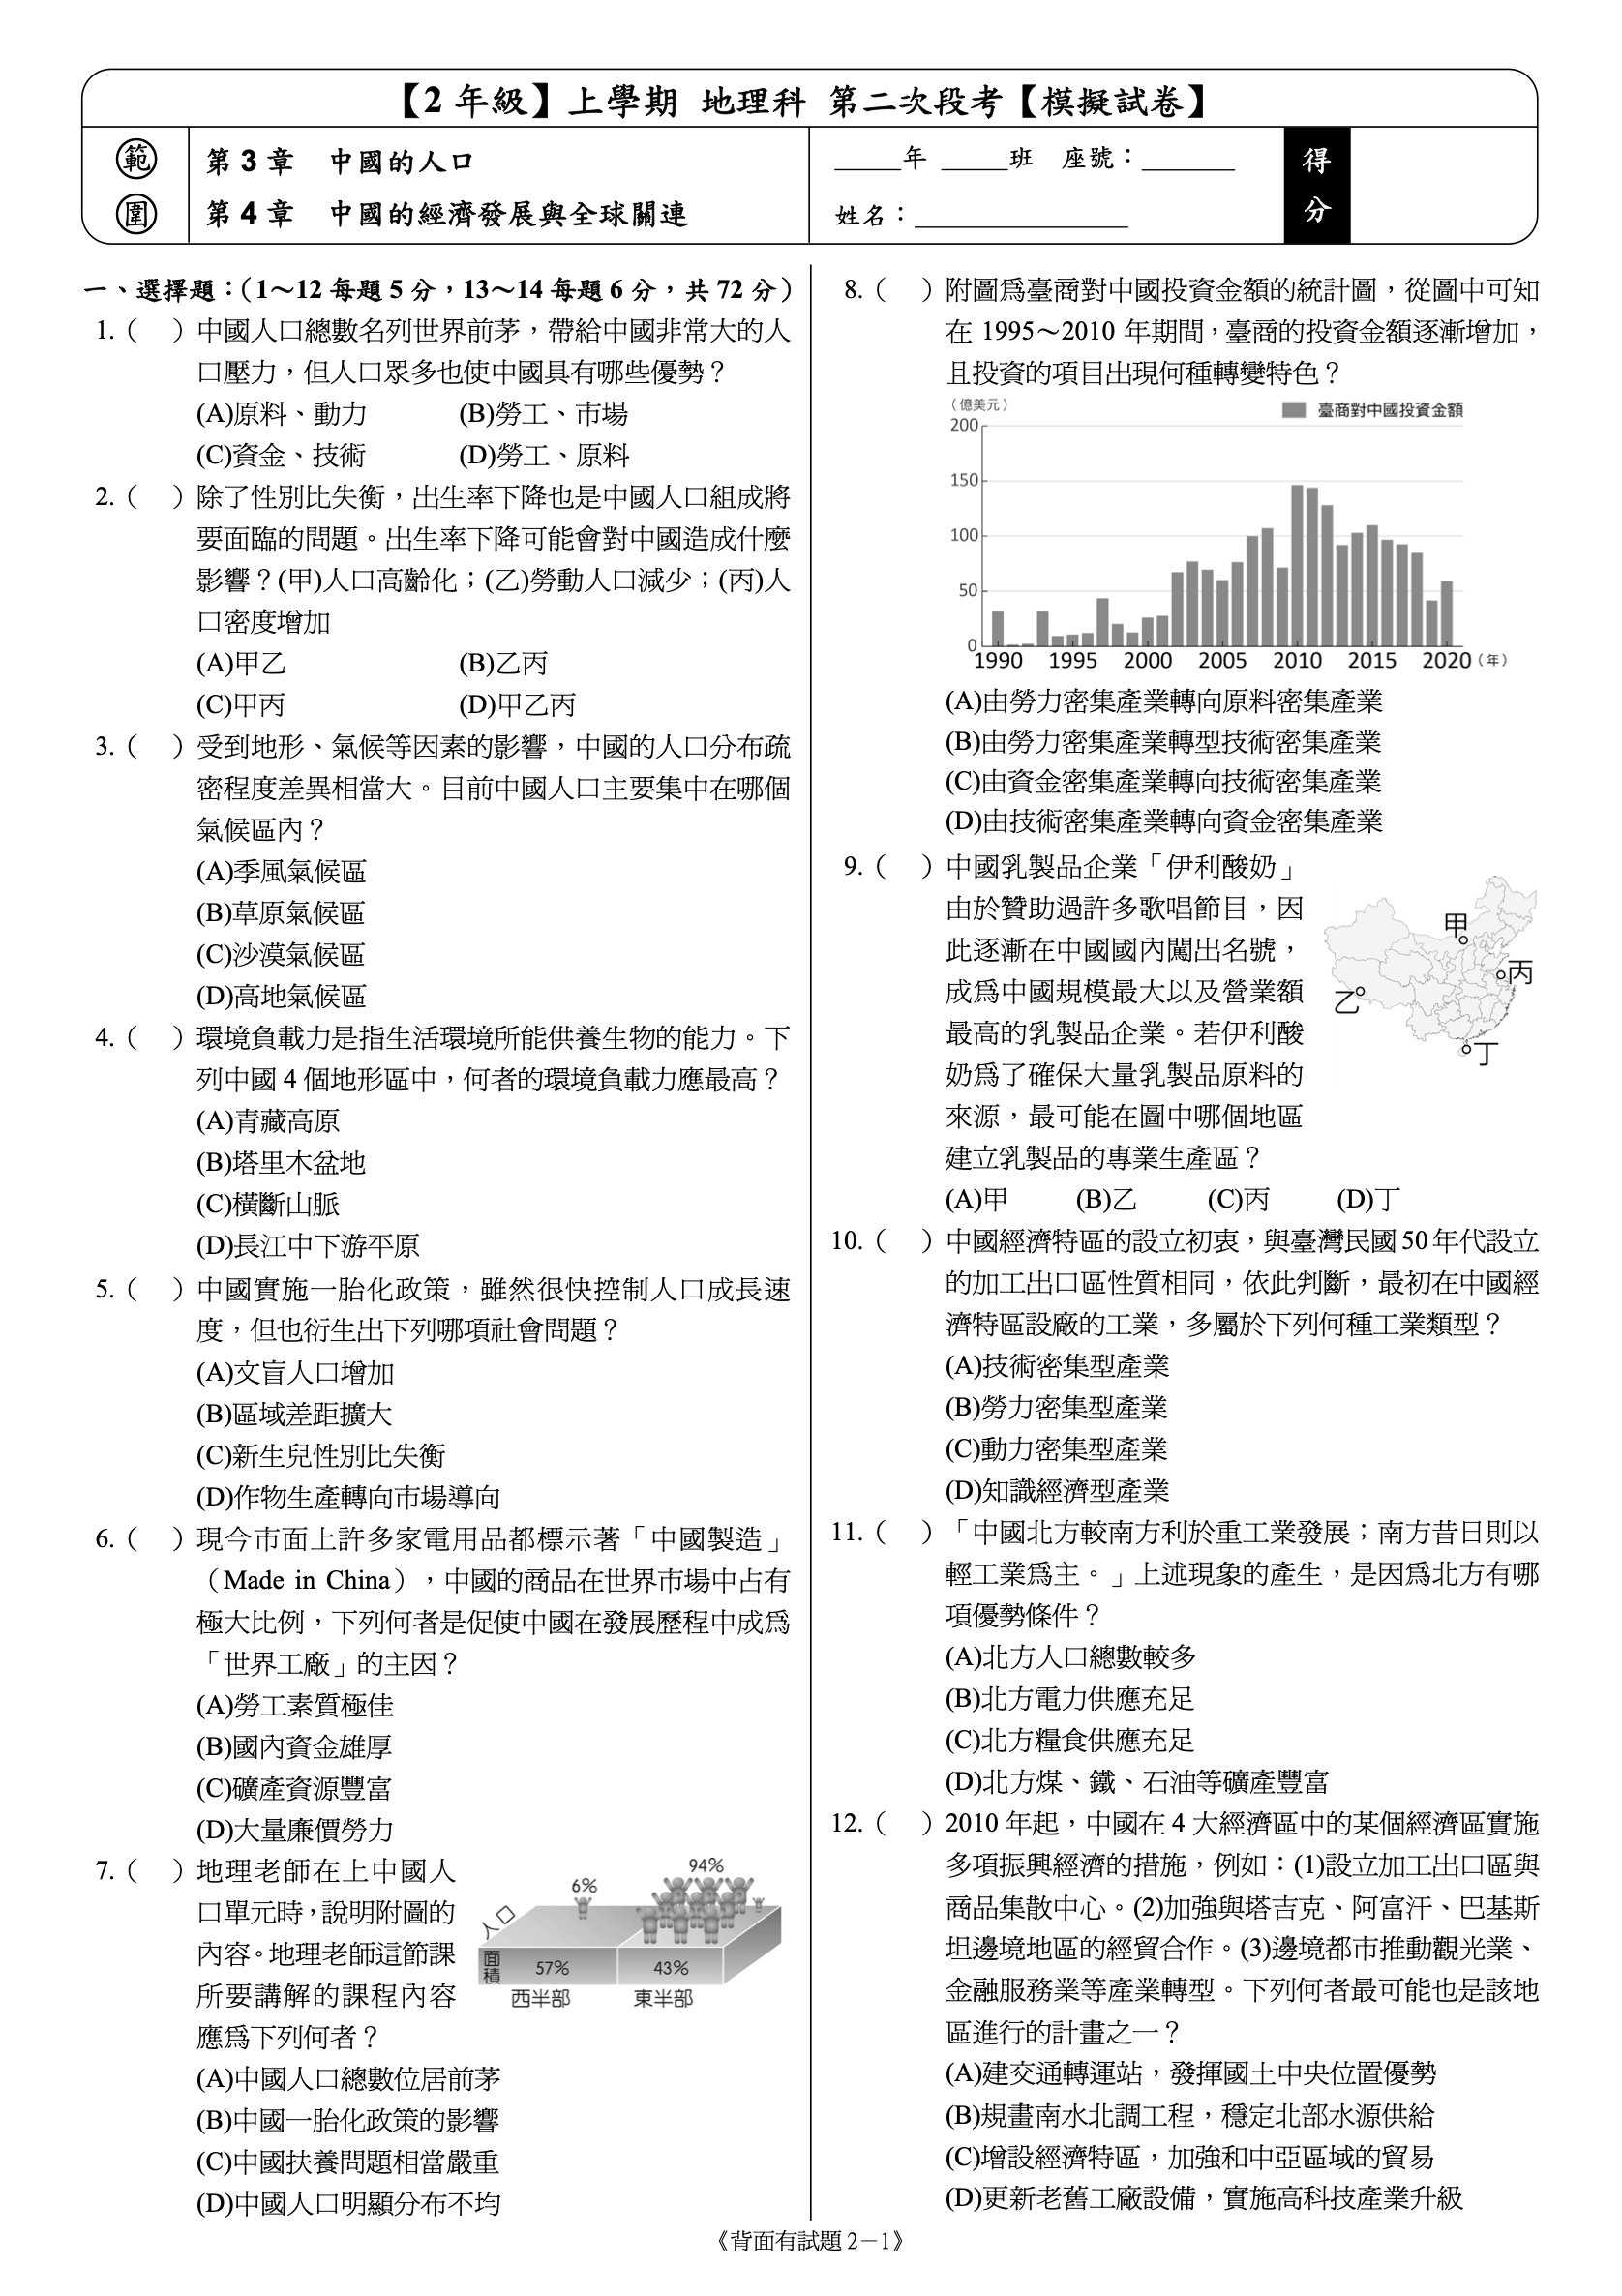 【2 年級】上學期 地理科 第二次段考【模擬試卷】
範
圍
第 3 章 中國的人口
第 4 章 中國的經濟發展與全球關連
_____年 _____班 座號：_______
姓名：________________
得
分
一、選擇題：（1～12 每題 5 分，13～14 每題 6 分，共 72 分）
1.（ ）中國人口總數名列世界前茅，帶給中國非常大的人
口壓力，但人口眾多也使中國具有哪些優勢？
(A)原料、動力 (B)勞工、市場
(C)資金、技術 (D)勞工、原料
2.（ ）除了性別比失衡，出生率下降也是中國人口組成將
要面臨的問題。出生率下降可能會對中國造成什麼
影響？(甲)人口高齡化；(乙)勞動人口減少；(丙)人
口密度增加
(A)甲乙 (B)乙丙
(C)甲丙 (D)甲乙丙
3.（ ）受到地形、氣候等因素的影響，中國的人口分布疏
密程度差異相當大。目前中國人口主要集中在哪個
氣候區內？
(A)季風氣候區
(B)草原氣候區
(C)沙漠氣候區
(D)高地氣候區
4.（ ）環境負載力是指生活環境所能供養生物的能力。下
列中國 4 個地形區中，何者的環境負載力應最高？
(A)青藏高原
(B)塔里木盆地
(C)橫斷山脈
(D)長江中下游平原
5.（ ）中國實施一胎化政策，雖然很快控制人口成長速
度，但也衍生出下列哪項社會問題？
(A)文盲人口增加
(B)區域差距擴大
(C)新生兒性別比失衡
(D)作物生產轉向市場導向
6.（ ）現今市面上許多家電用品都標示著「中國製造」
（Made in China），中國的商品在世界市場中占有
極大比例，下列何者是促使中國在發展歷程中成為
「世界工廠」的主因？
(A)勞工素質極佳
(B)國內資金雄厚
(C)礦產資源豐富
(D)大量廉價勞力
7.（ ）地理老師在上中國人
口單元時，說明附圖的
內容。地理老師這節課
所要講解的課程內容
應為下列何者？
94%
6%
人口
面積
57%
43%
西半部
東半部
(A)中國人口總數位居前茅
(B)中國一胎化政策的影響
(C)中國扶養問題相當嚴重
(D)中國人口明顯分布不均
8.（ ）附圖為臺商對中國投資金額的統計圖，從圖中可知
在 1995～2010 年期間，臺商的投資金額逐漸增加，
且投資的項目出現何種轉變特色？
（億美元）
臺商對中國投資金額
200
150
100
50
0
1990 1995 2000 2005 2010 2015 2020（年）
(A)由勞力密集產業轉向原料密集產業
(B)由勞力密集產業轉型技術密集產業
(C)由資金密集產業轉向技術密集產業
(D)由技術密集產業轉向資金密集產業
9.（ ）中國乳製品企業「伊利酸奶」
由於贊助過許多歌唱節目，因
此逐漸在中國國內闖出名號，
成為中國規模最大以及營業額
最高的乳製品企業。若伊利酸
奶為了確保大量乳製品原料的
來源，最可能在圖中哪個地區
建立乳製品的專業生產區？
甲
丙
乙
丁
(A)甲 (B)乙 (C)丙 (D)丁
10.（ ）中國經濟特區的設立初衷，與臺灣民國 50 年代設立
的加工出口區性質相同，依此判斷，最初在中國經
濟特區設廠的工業，多屬於下列何種工業類型？
(A)技術密集型產業
(B)勞力密集型產業
(C)動力密集型產業
(D)知識經濟型產業
11.（ ）「中國北方較南方利於重工業發展；南方昔日則以
輕工業為主。」上述現象的產生，是因為北方有哪
項優勢條件？
(A)北方人口總數較多
(B)北方電力供應充足
(C)北方糧食供應充足
(D)北方煤、鐵、石油等礦產豐富
12.（ ）2010 年起，中國在 4 大經濟區中的某個經濟區實施
多項振興經濟的措施，例如：(1)設立加工出口區與
商品集散中心。(2)加強與塔吉克、阿富汗、巴基斯
坦邊境地區的經貿合作。(3)邊境都市推動觀光業、
金融服務業等產業轉型。下列何者最可能也是該地
區進行的計畫之一？
(A)建交通轉運站，發揮國土中央位置優勢
(B)規畫南水北調工程，穩定北部水源供給
(C)增設經濟特區，加強和中亞區域的貿易
(D)更新老舊工廠設備，實施高科技產業升級
《背面有試題 2－1》